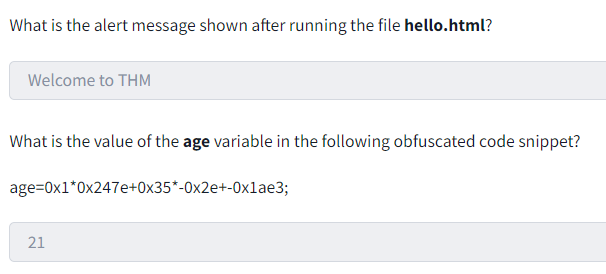 What is the alert message shown after running the file hello.html?
Welcome to THM
What is the value of the age variable in the following obfuscated code snippet?
age=0x1*0x247e+0x35*-0x2e+-0x1ae3;
21